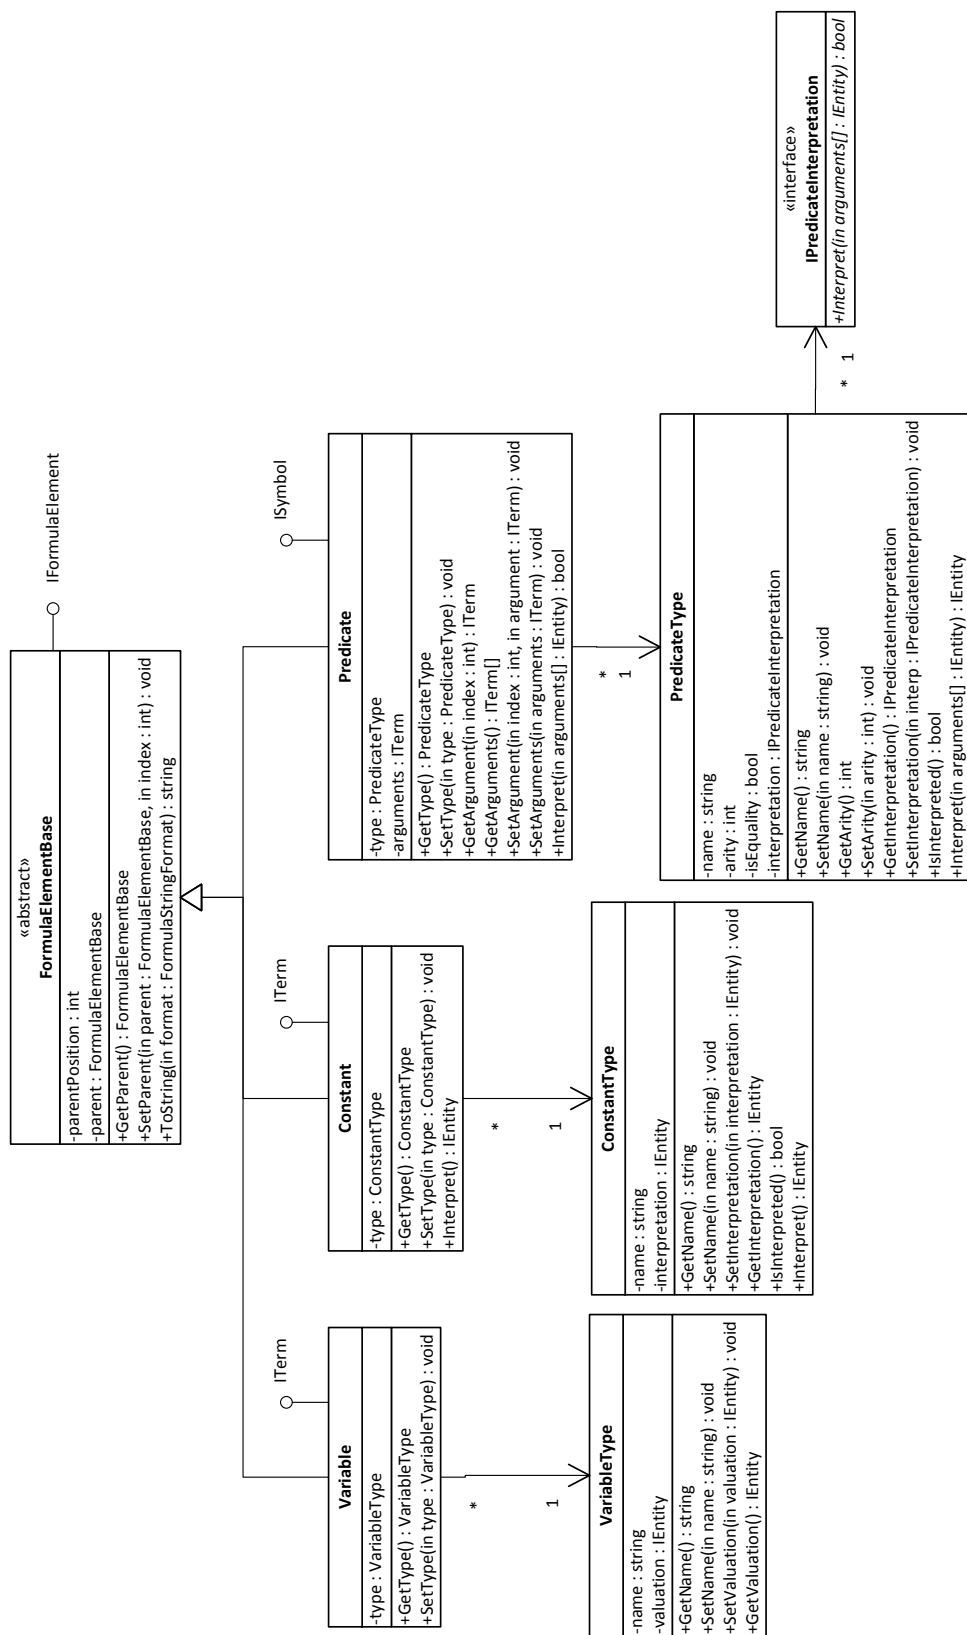 «abstract»
FormulaElementBase
-parentPosition : int
-parent : FormulaElementBase
+GetParent() : FormulaElementBase
+SetParent(in parent : FormulaElementBase, in index : int) : void
+ToString(in format : FormulaStringFormat) : string
IFormulaElement
ITerm
Variable
-type : VariableType
+GetType() : VariableType
+SetType(in type : VariableType) : void
ITerm
Constant
-type : ConstantType
+GetType() : ConstantType
+SetType(in type : ConstantType) : void
+Interpret() : IEntity
ISymbol
Predicate
-type : PredicateType
-arguments : ITerm
+GetType() : PredicateType
+SetType(in type : PredicateType) : void
+GetArgument(in index : int) : ITerm
+GetArguments() : ITerm[]
+SetArgument(in index : int, in argument : ITerm) : void
+SetArguments(in arguments : ITerm) : void
+Interpret(in arguments[] : IEntity) : bool
*
1
*
1
*
1
VariableType
-name : string
-valuation : IEntity
+GetName() : string
+SetName(in name : string) : void
+SetValuation(in valuation : IEntity) : void
+GetValuation() : IEntity
ConstantType
-name : string
-interpretation : IEntity
+GetName() : string
+SetName(in name : string) : void
+SetInterpretation(in interpretation : IEntity) : void
+GetInterpretation() : IEntity
+IsInterpreted() : bool
+Interpret() : IEntity
PredicateType
-name : string
-arity : int
-isEquality : bool
-interpretation : IPredicateInterpretation
+GetName() : string
+SetName(in name : string) : void
+GetArity() : int
+SetArity(in arity : int) : void
+GetInterpretation() : IPredicateInterpretation
+SetInterpretation(in interp : IPredicateInterpretation) : void
+IsInterpreted() : bool
+Interpret(in arguments[] : IEntity) : IEntity
*
1
«interface»
IPredicateInterpretation
+Interpret(in arguments[] : IEntity) : bool